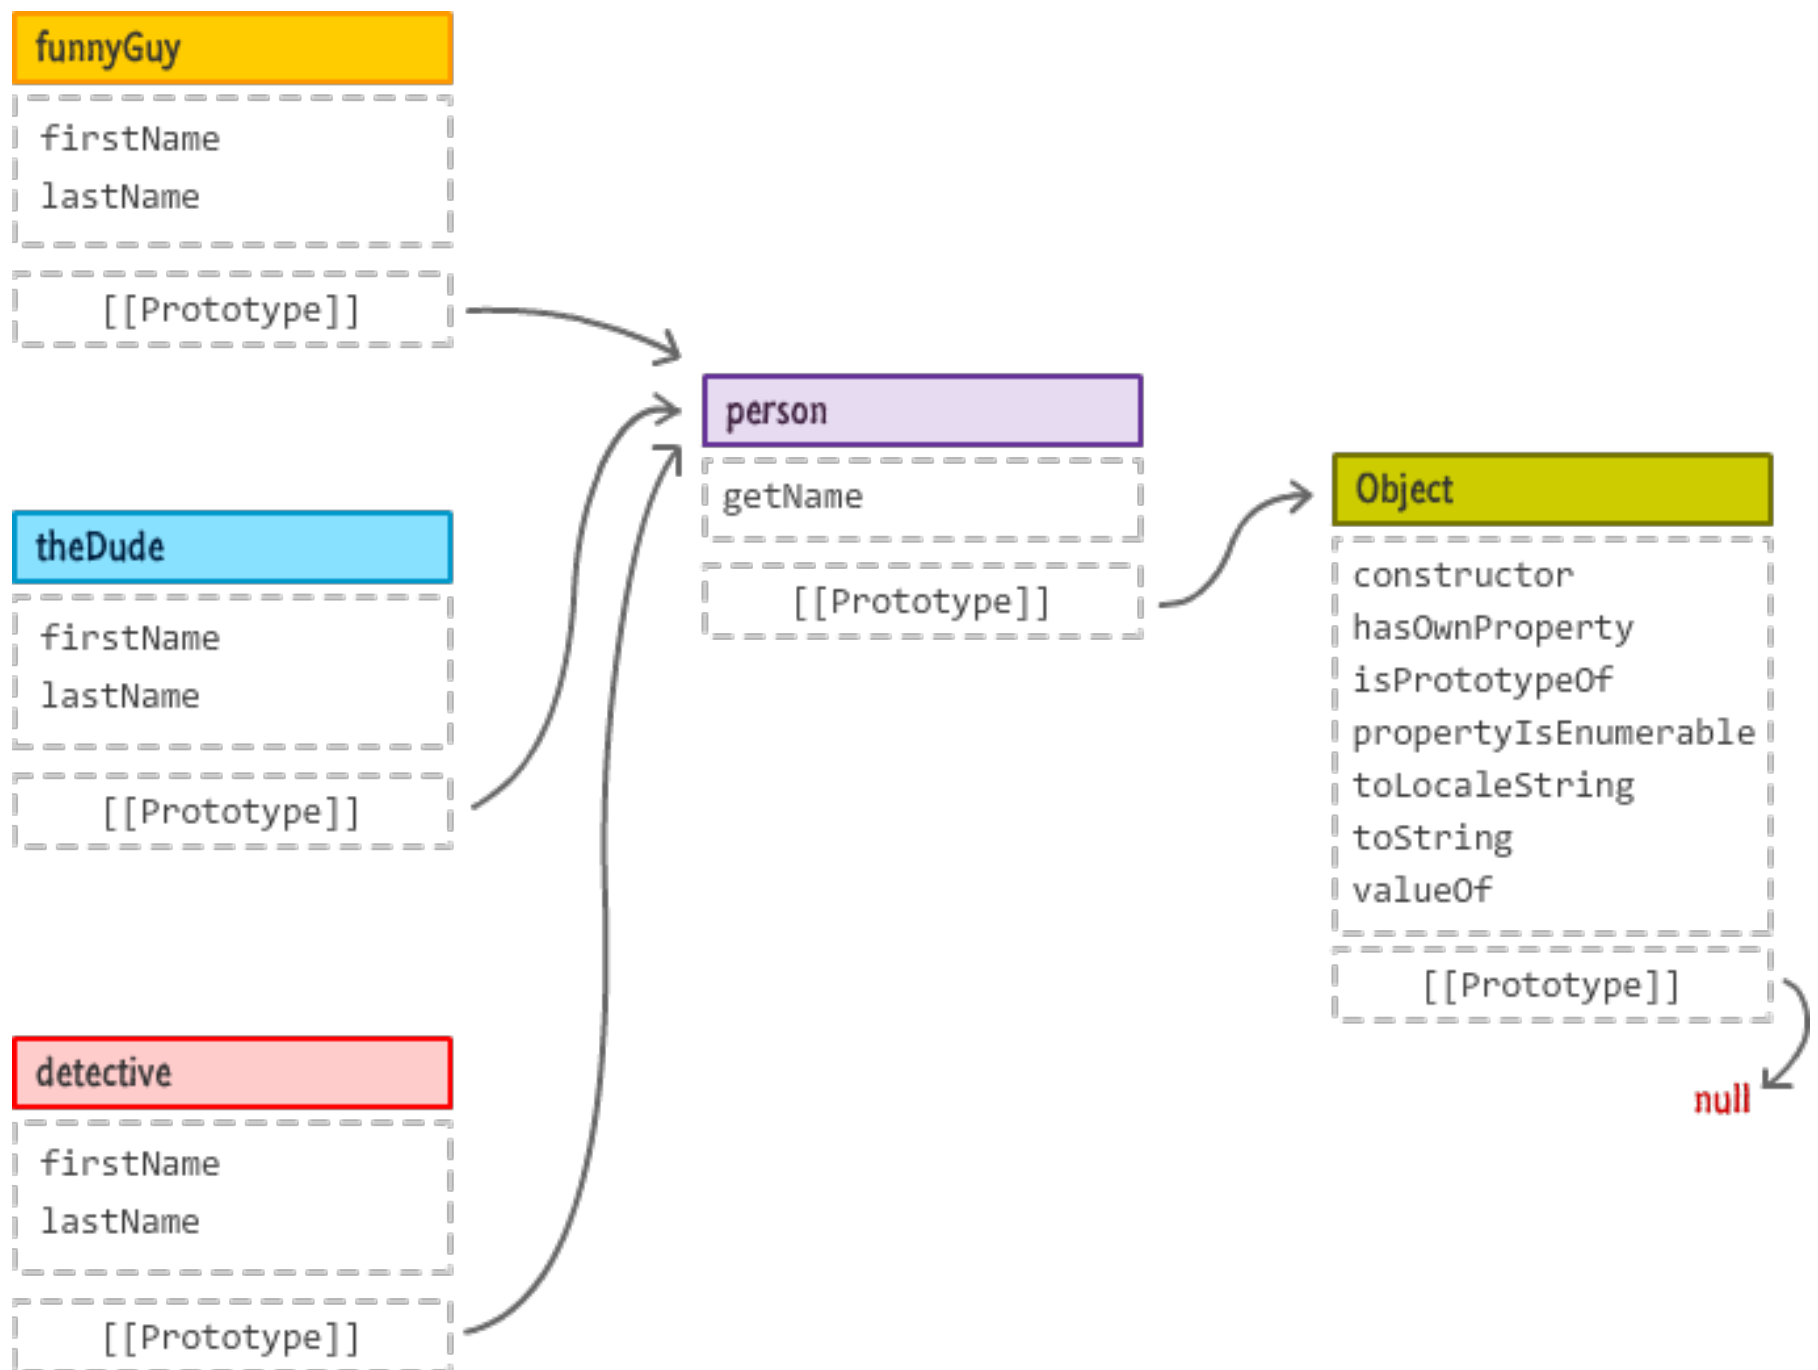 funnyGuy
firstName
lastName
[[Prototype]]
theDude
firstName
lastName
[[Prototype]]
detective
firstName
lastName
[[Prototype]]
person
getName
[[Prototype]]
Object
constructor
hasOwnProperty
isPrototypeOf
propertyIsEnumerable
toLocaleString
toString
valueOf
[[Prototype]]
null